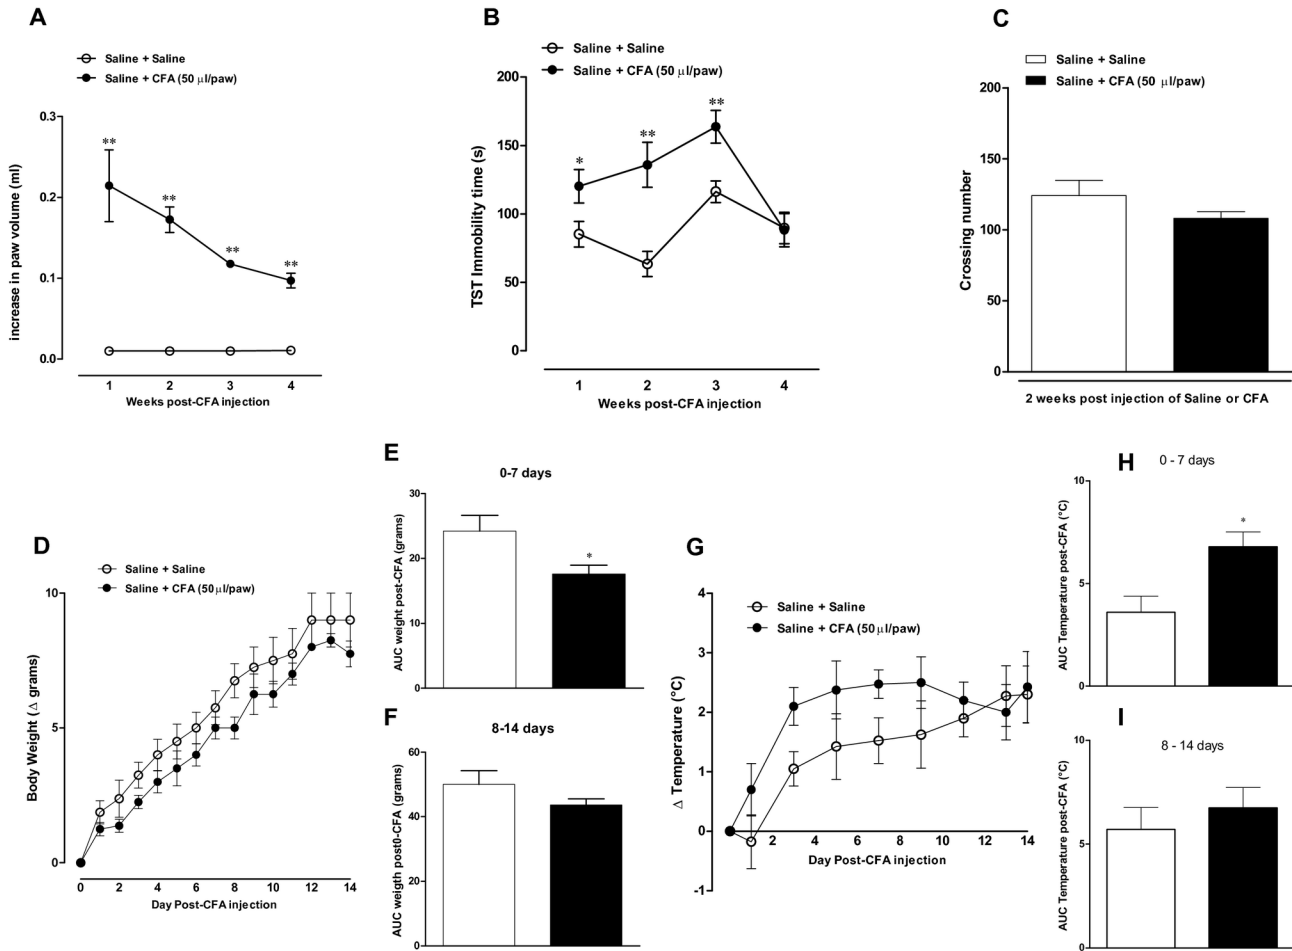 A
Saline + Saline
Saline + CFA (50 µl/paw)
increase in paw volume (ml)
0.3
0.2
0.1
0.0
**
**
**
**
1 2 3 4
Weeks post-CFA injection
B
Saline + Saline
Saline + CFA (50 µl/paw)
TST Immobility time (s)
200
150
100
50
0
*
**
**
1 2 3 4
Weeks post-CFA injection
C
Saline + Saline
Saline + CFA (50 µl/paw)
Crossing number
200
150
100
50
0
2 weeks post injection of Saline or CFA
D
Saline + Saline
Saline + CFA (50µl/paw)
Body Weight (Δ grams)
10
5
0
0 2 4 6 8 10 12 14
Day Post-CFA injection
E
0-7 days
AUC weight post-CFA (grams)
30
20
10
0
*
F
8-14 days
AUC weigth post0-CFA (grams)
60
40
20
0
G
Saline + Saline
Saline + CFA (50µl/paw)
Δ Temperature (°C)
4
3
2
1
0
-1
2 4 6 8 10 12 14
Day Post-CFA injection
H
0 - 7 days
AUC Temperature post-CFA (°C)
10
5
0
*
I
8 - 14 days
AUC Temperature post-CFA (°C)
10
5
0